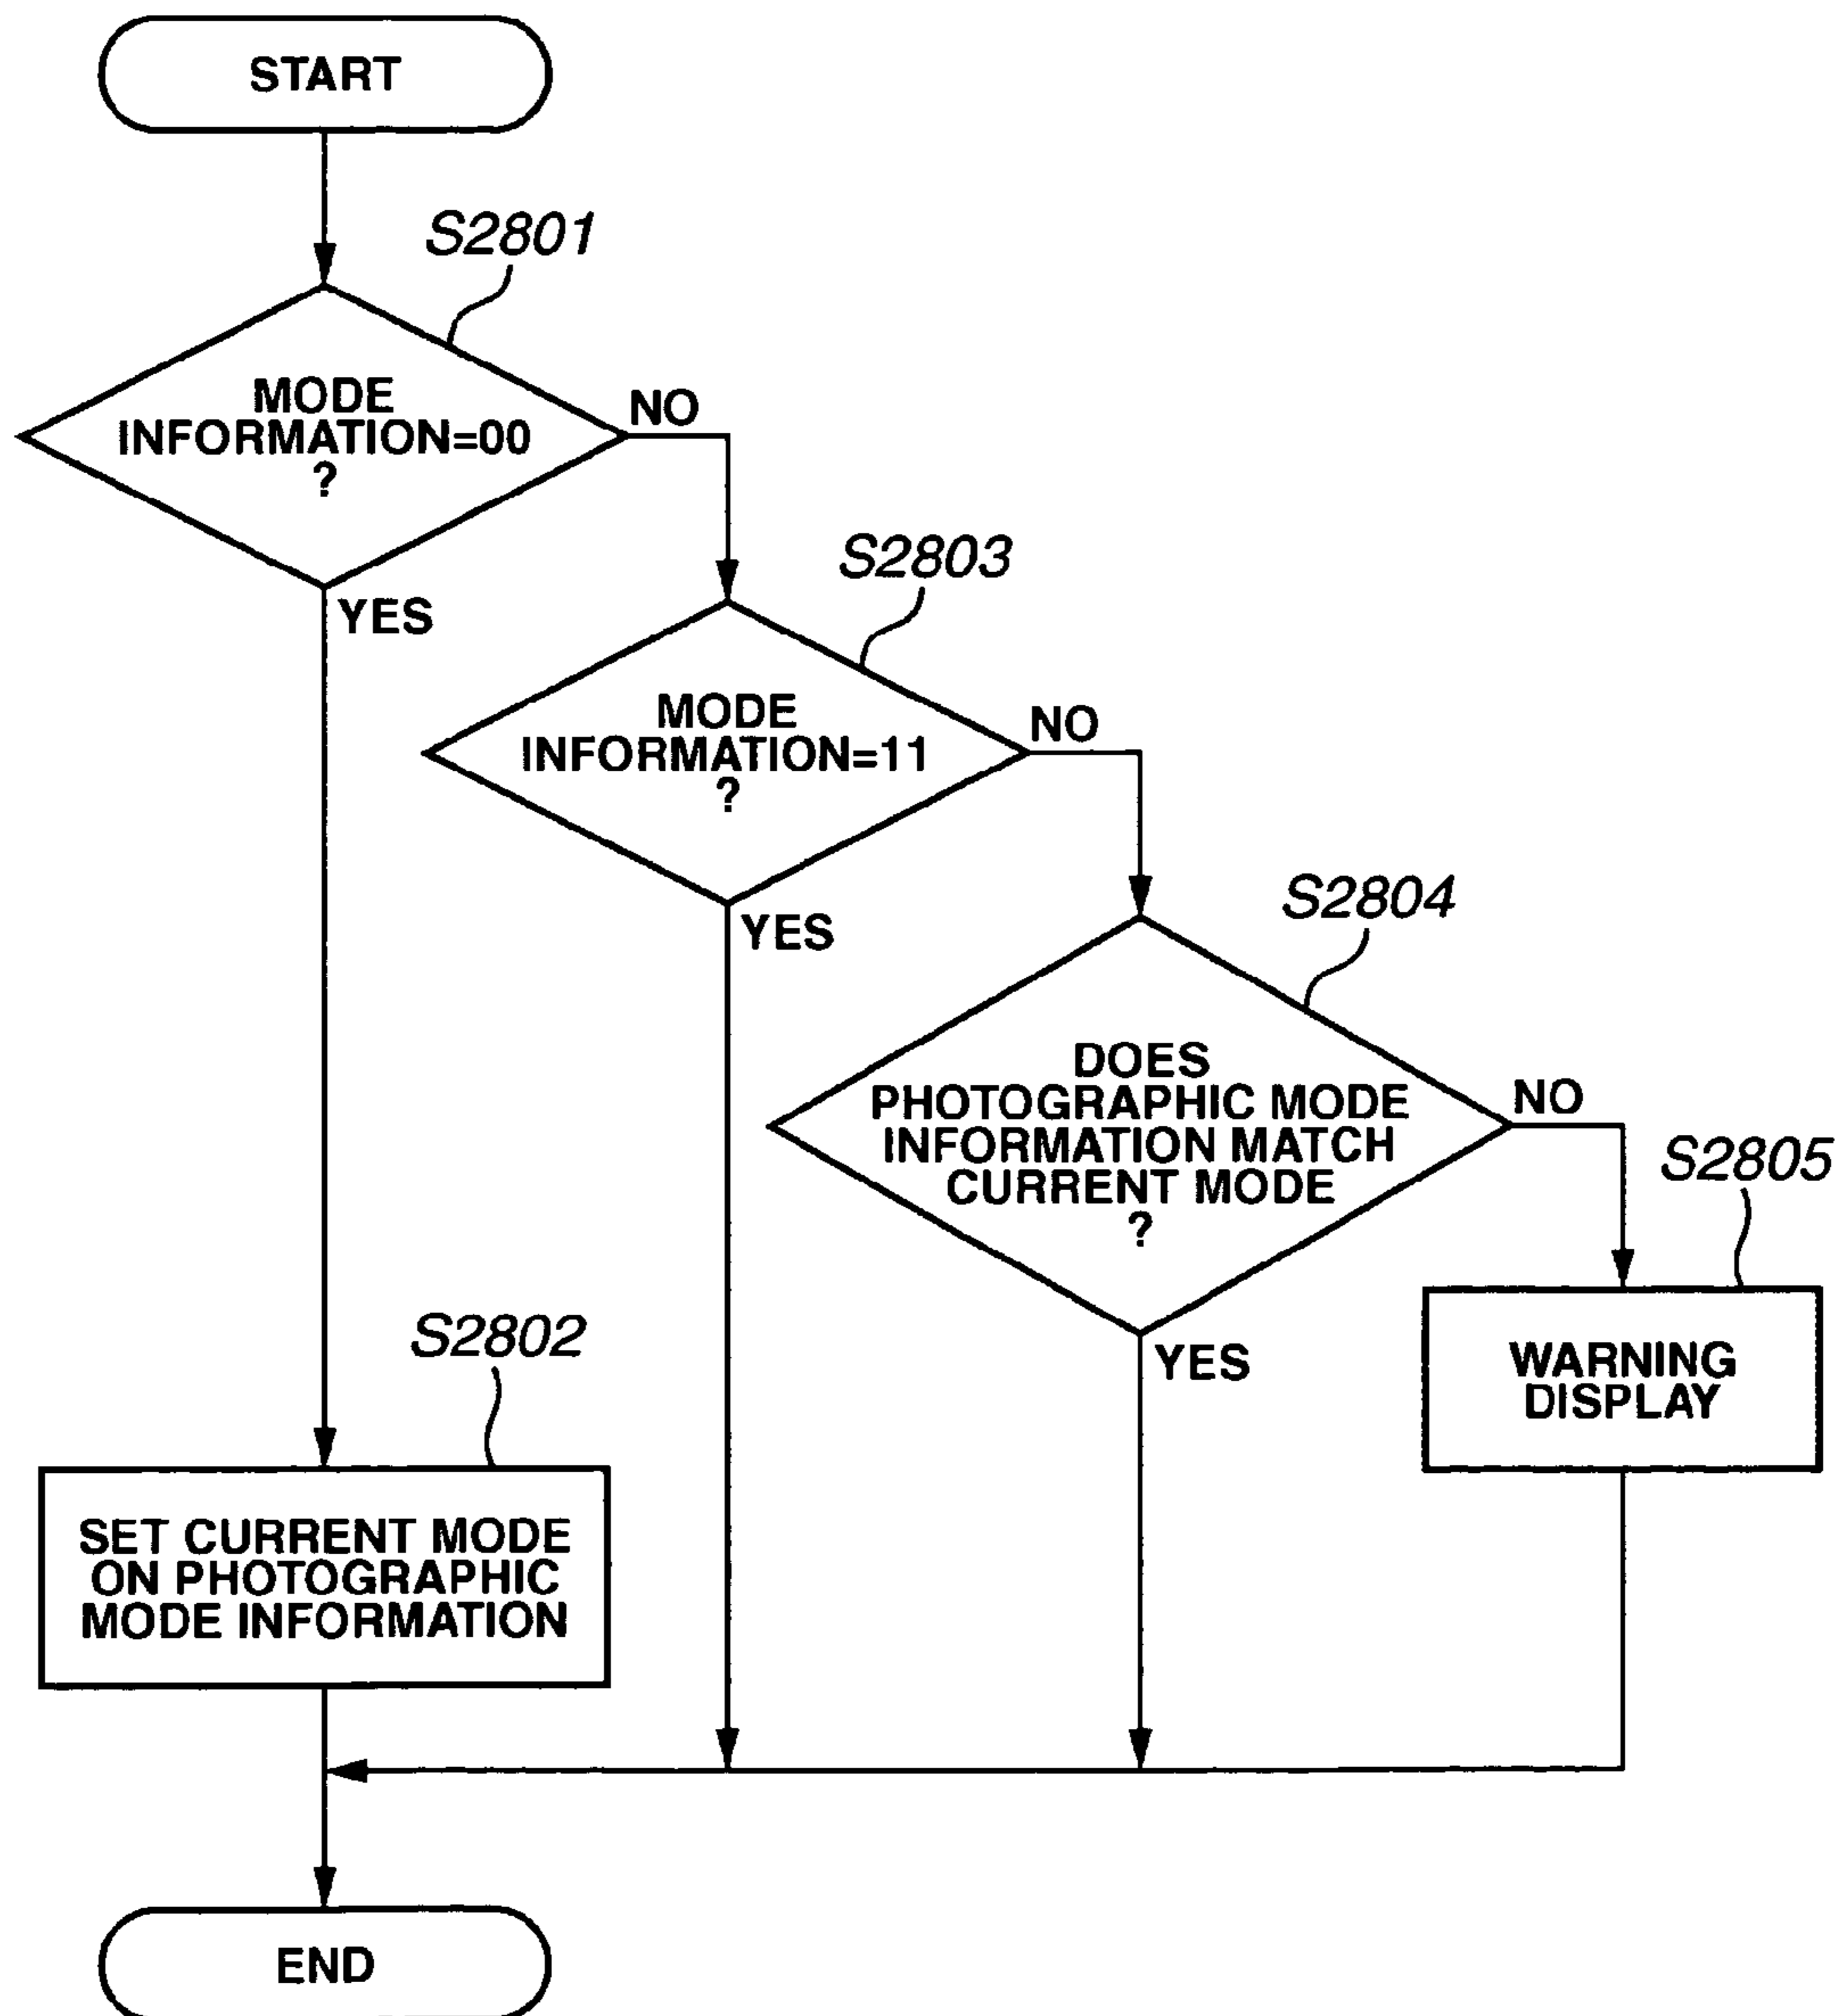 START
S2801
MODE
INFORMATION=00
?
NO
YES
S2803
MODE
INFORMATION=11
?
NO
YES
S2804
DOES
PHOTOGRAPHIC MODE
INFORMATION MATCH
CURRENT MODE
?
NO
YES
S2805
WARNING
DISPLAY
S2802
SET CURRENT MODE
ON PHOTOGRAPHIC
MODE INFORMATION
END